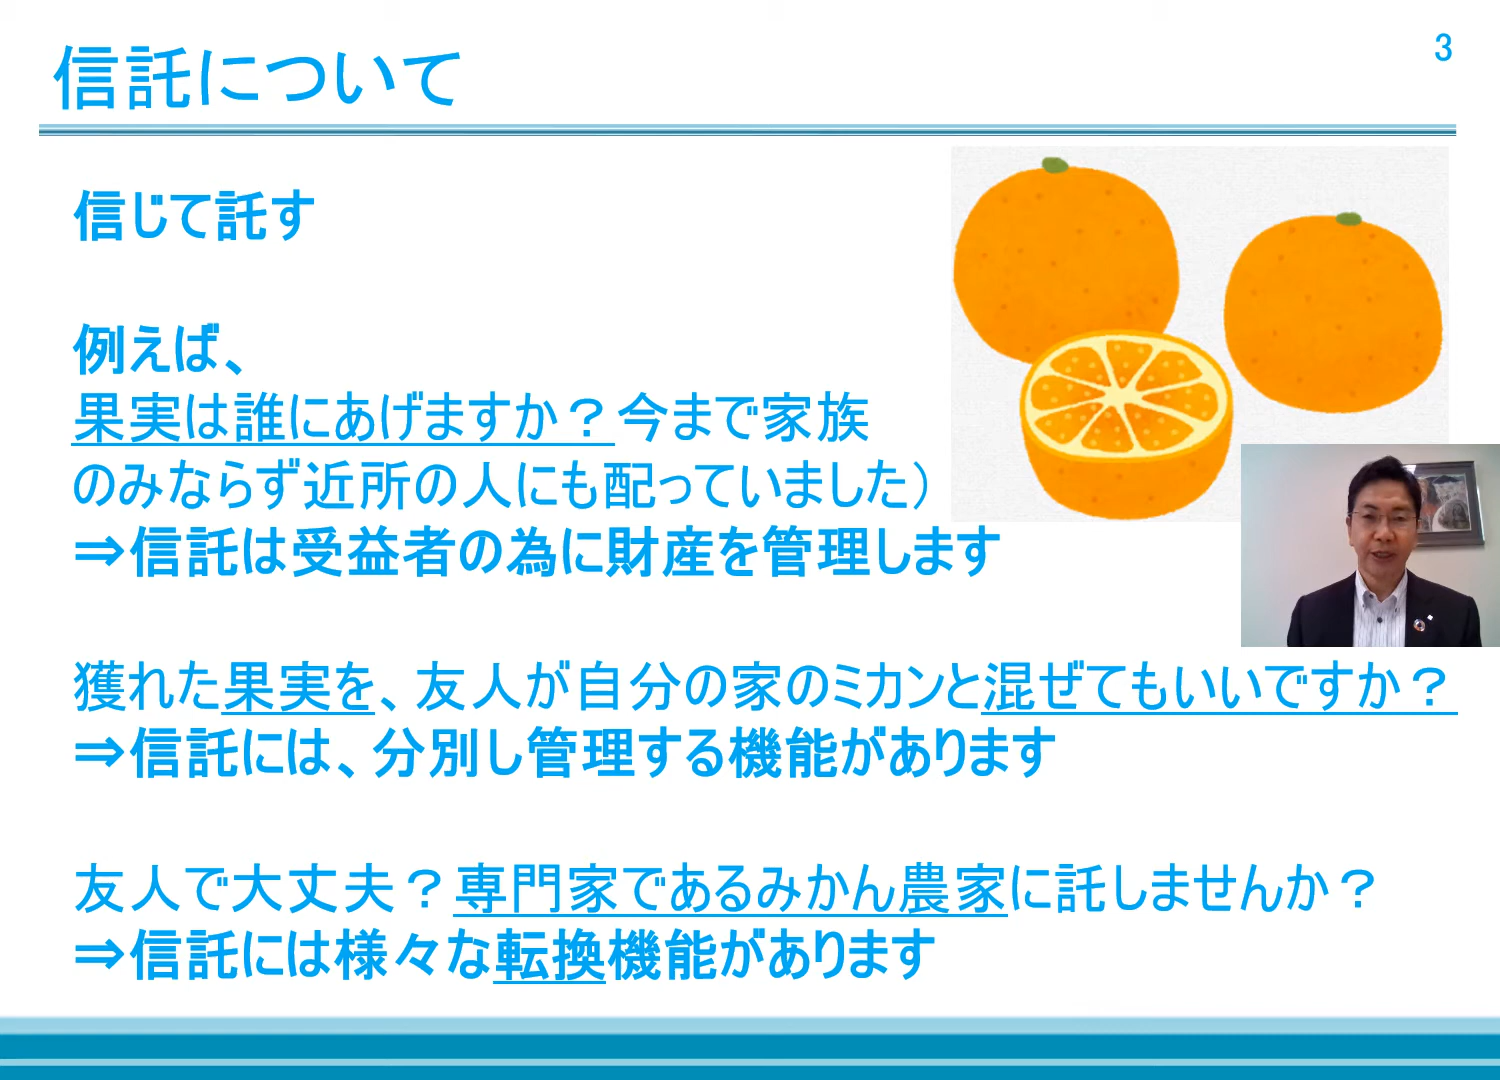 信託について
3
信じて託す
例えば、
果実は誰にあげますか？今まで家族
のみならず近所の人にも配っていました）
⇒信託は受益者の為に財産を管理します
獲れた果実を、友人が自分の家のミカンと混ぜてもいいですか？
⇒信託には、分別し管理する機能があります
友人で大丈夫？専門家であるみかん農家に託しませんか？
⇒信託には様々な転換機能があります